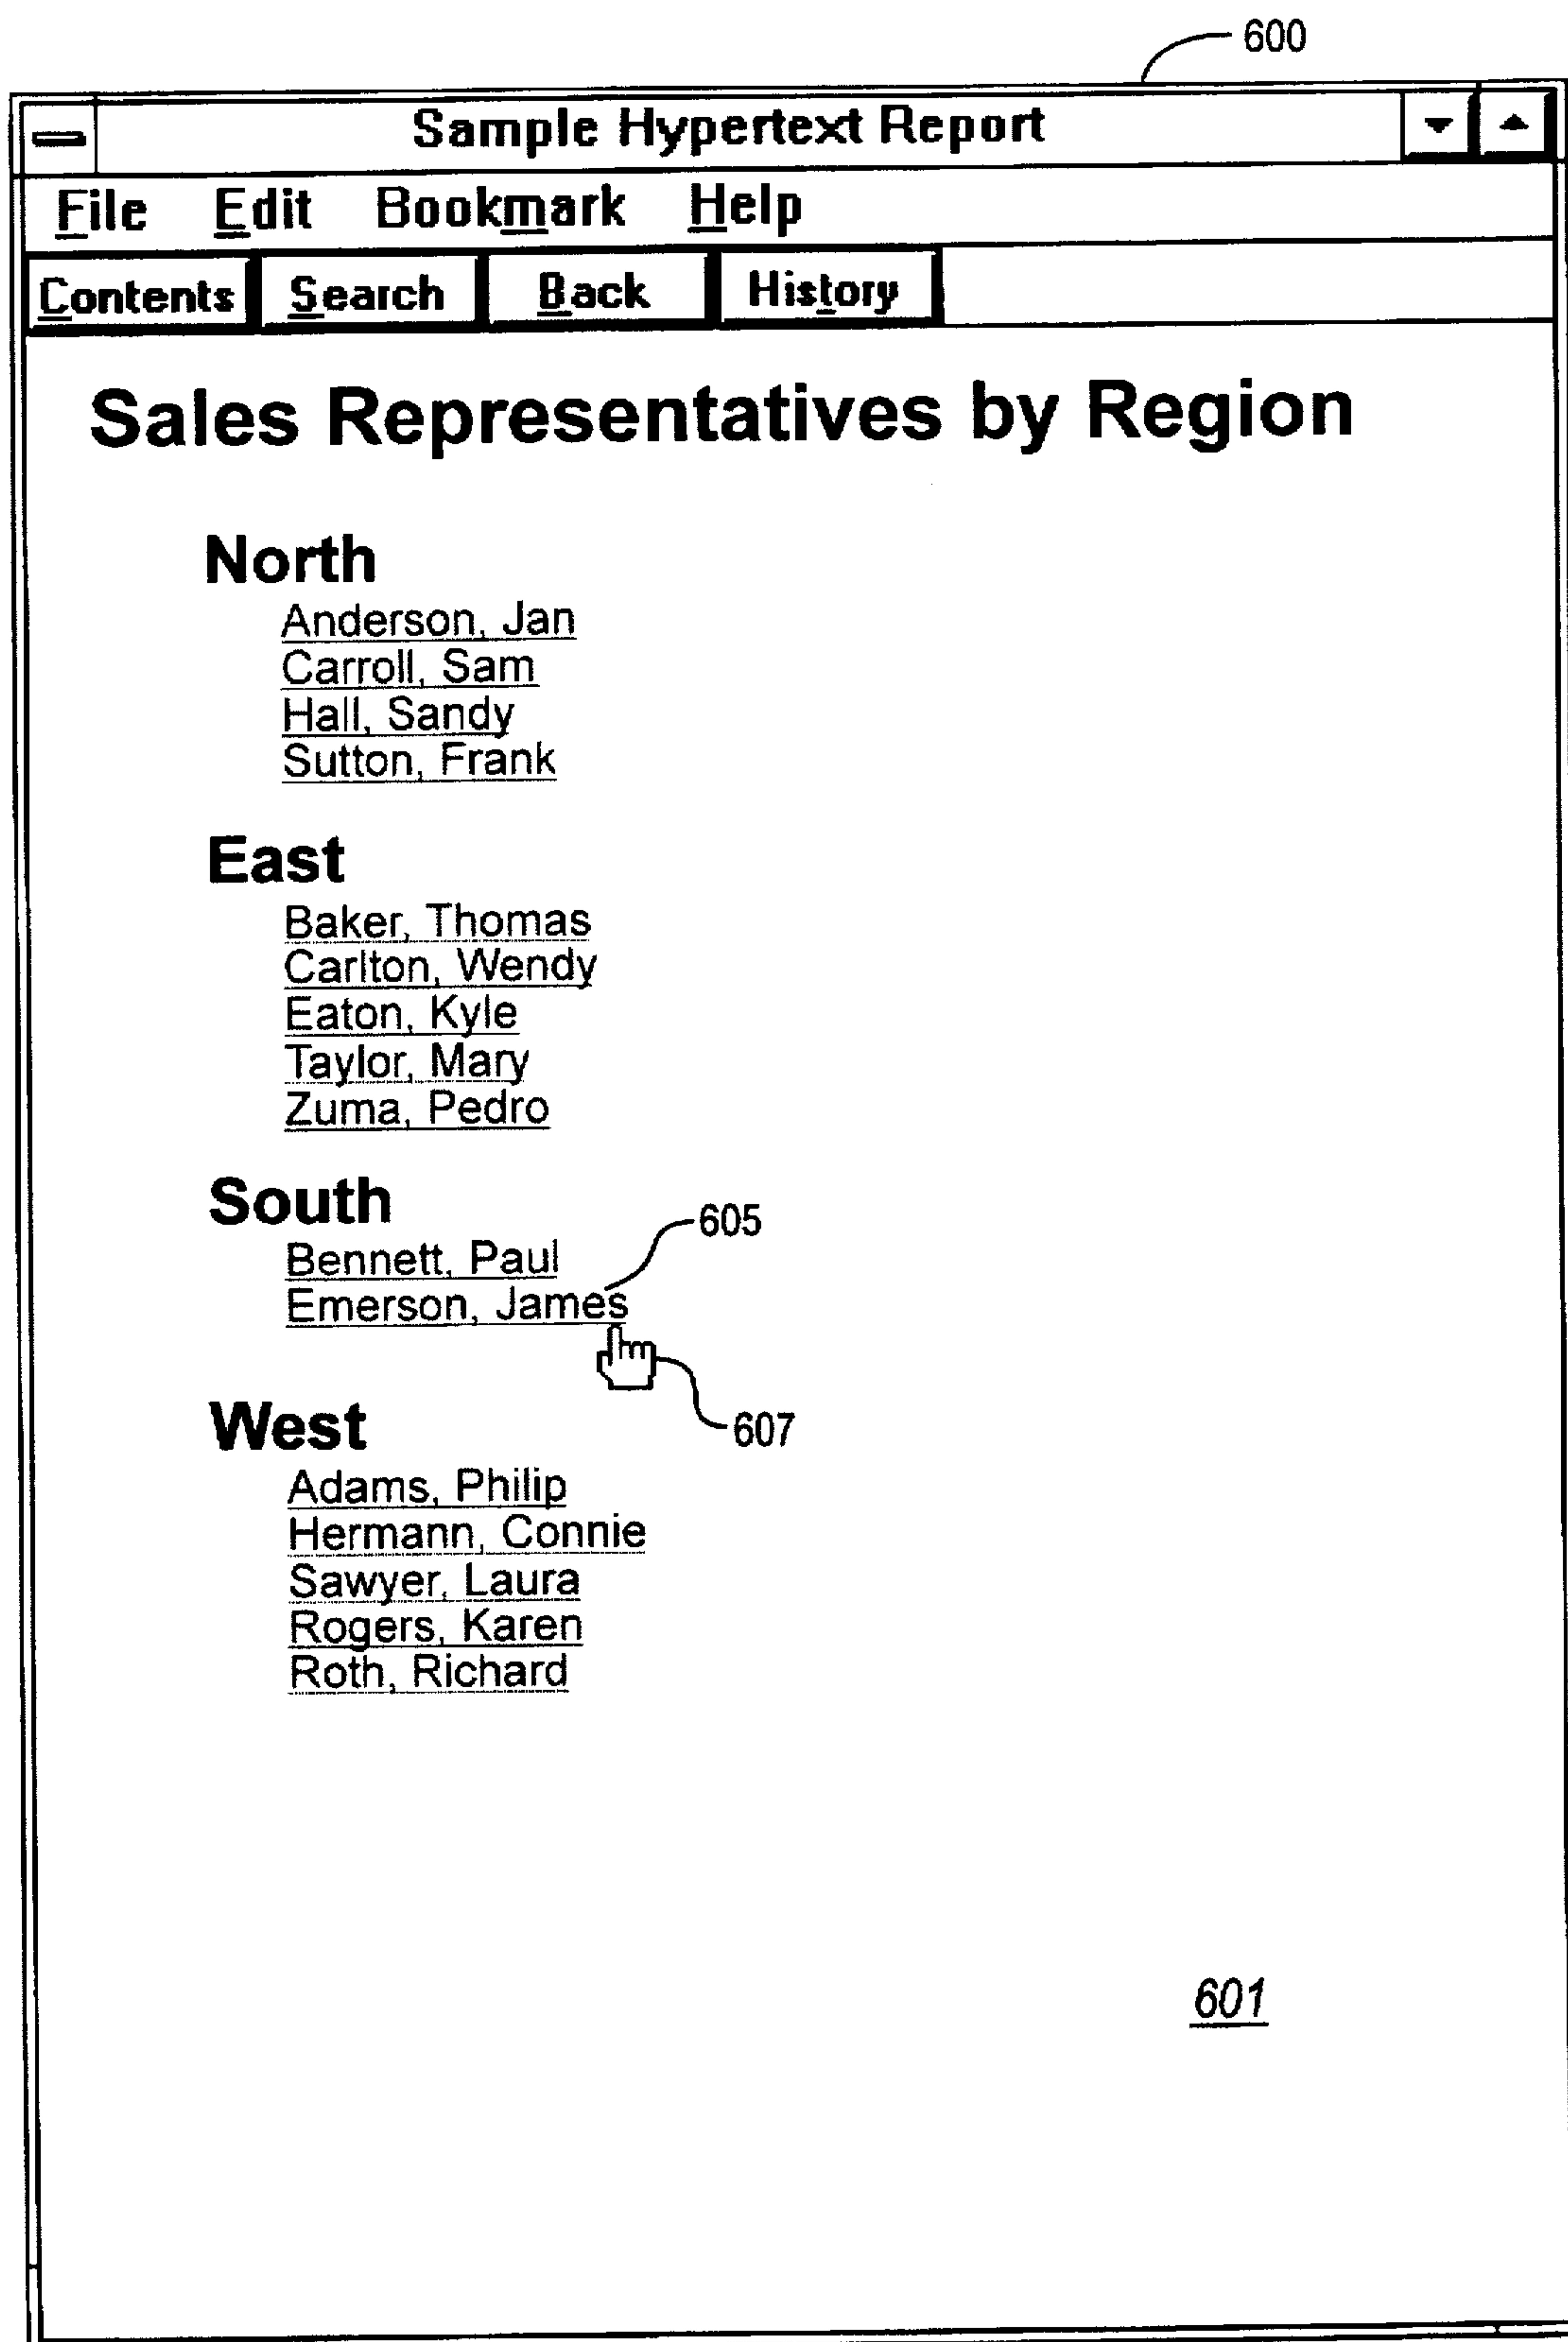 600
Sample Hypertext Report
File Edit Bookmark Help
Contents Search Back History
Sales Representatives by Region
North
Anderson, Jan
Carroll, Sam
Hall, Sandy
Sutton, Frank
East
Baker, Thomas
Carlton, Wendy
Eaton, Kyle
Taylor, Mary
Zuma, Pedro
South
605
Bennett, Paul
Emerson, James
607
West
Adams, Philip
Hermann, Connie
Sawyer, Laura
Rogers, Karen
Roth, Richard
601